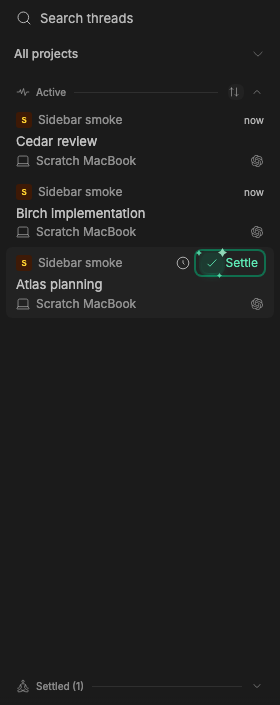 Search threads
All projects
Active
S Sidebar smoke now
Cedar review
Scratch MacBook
S Sidebar smoke now
Birch implementation
Scratch MacBook
S Sidebar smoke Settle
Atlas planning
Scratch MacBook
Settled (1)